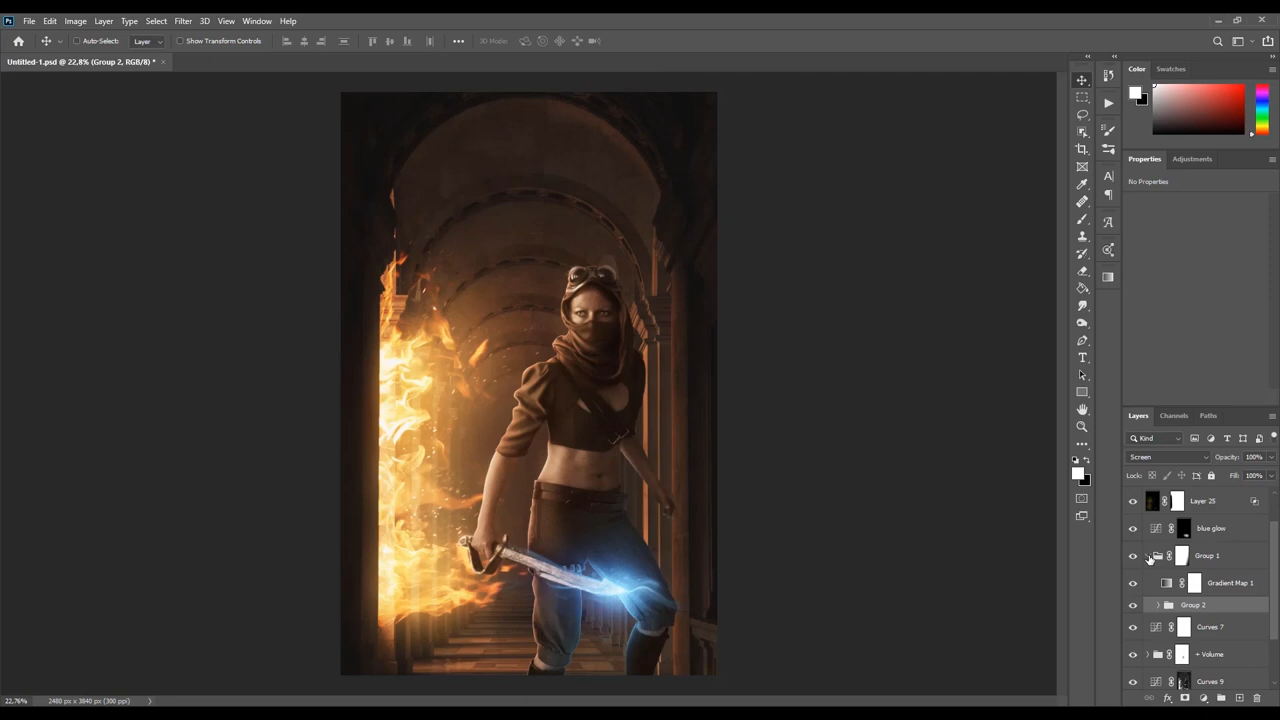 Ps File Edit Image Layer Type Select Filter 3D View Window Help
Auto-Select: Layer Show Transform Controls 3D Mode:
Untitled-1.psd @ 22,8% (Group 2, RGB/8) *
Color Swatches
Properties Adjustments
No Properties
Layers Channels Paths
Kind
Screen Opacity: 100%
Lock: Fill: 100%
Layer 25
blue glow
Group 1
Gradient Map 1
Group 2
Curves 7
+ Volume
Curves 9
22,76% 2480 px x 3840 px (300 ppi)